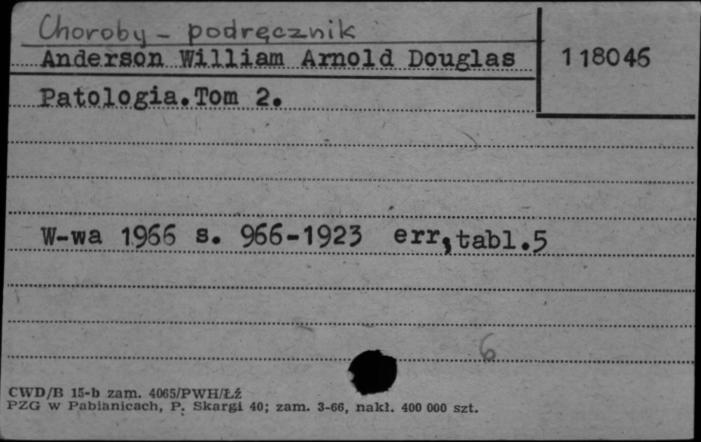 Choroby - podręcznik
Anderson William Arnold Douglas
118046
Patologia.Tom 2.
W-wa 1966 s. 966-1923 err,tabl.5
6
CWD/B 15-b zam. 4065/PWH/Łź
PZG w Pabianicach, P. Skargi 40; zam. 3-66, nakł. 400 000 szt.